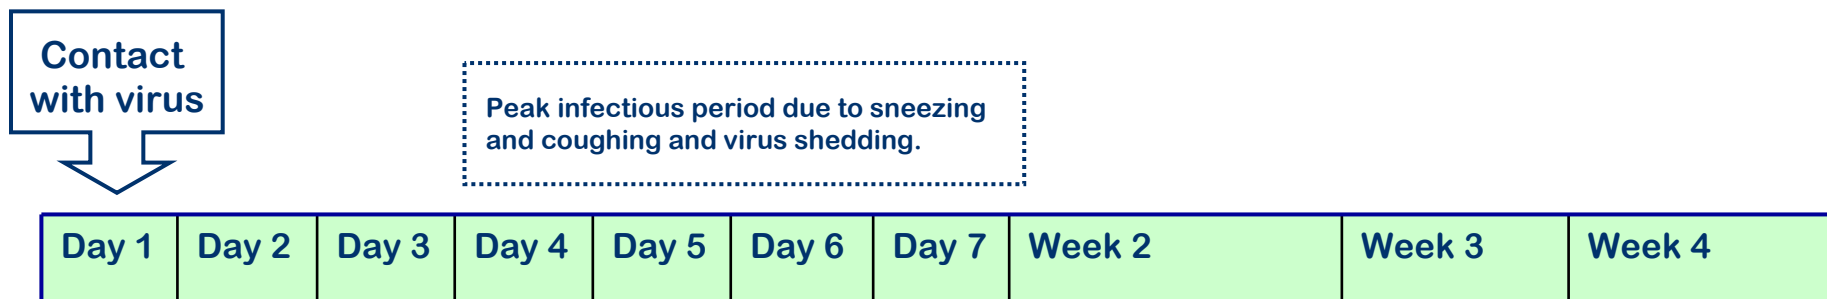 Contact
with virus
Peak infectious period due to sneezing
and coughing and virus shedding.
Day 1 Day 2 Day 3 Day 4 Day 5 Day 6 Day 7 Week 2 Week 3 Week 4